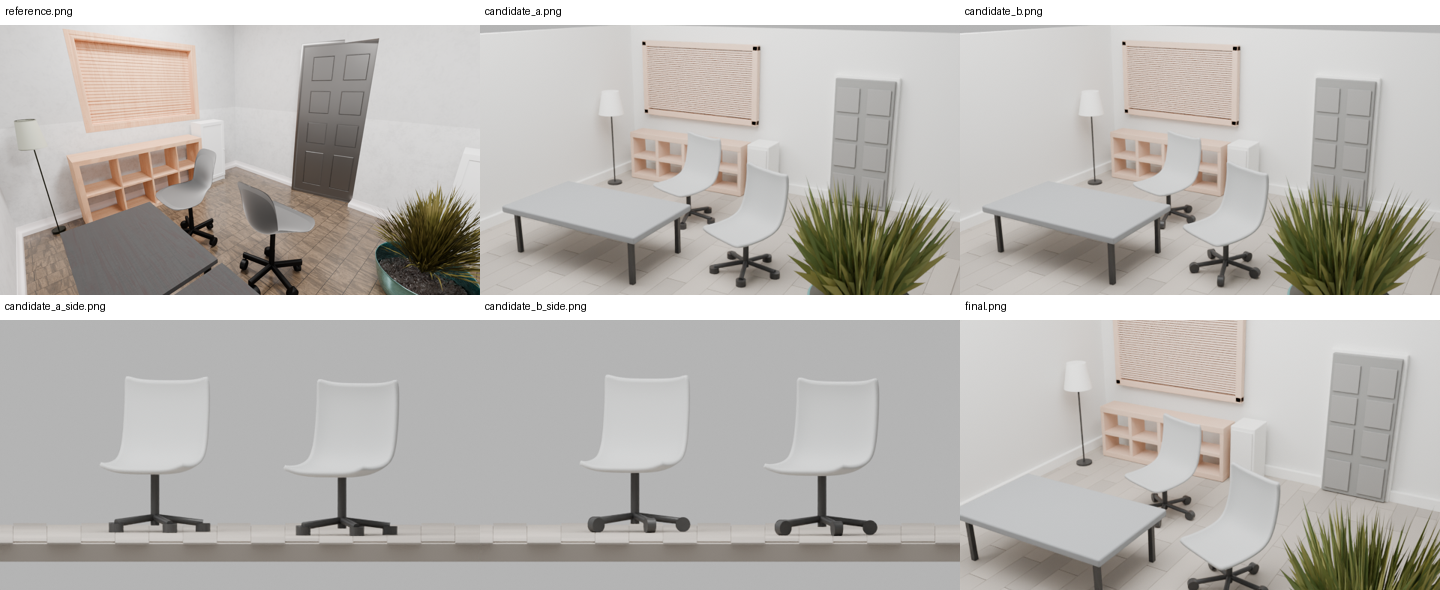 reference.png
candidate_a.png
candidate_b.png
candidate_a_side.png
candidate_b_side.png
final.png